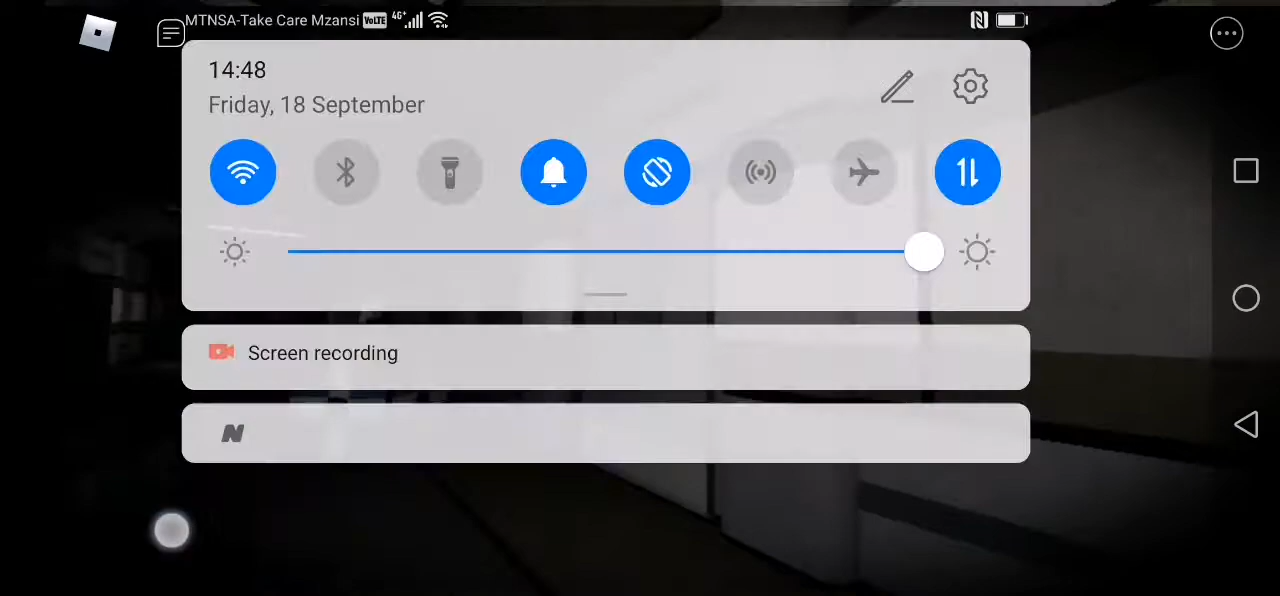 MTNSA-Take Care Mzansi VoLTE 4G+
14:48
Friday, 18 September
Screen recording